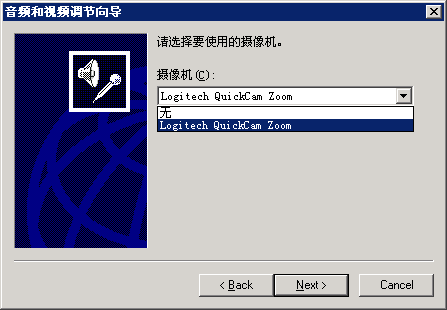 音频和视频调节向导
请选择要使用的摄像机。
摄像机(C):
Logitech QuickCam Zoom
无
Logitech QuickCam Zoom
< Back
Next >
Cancel